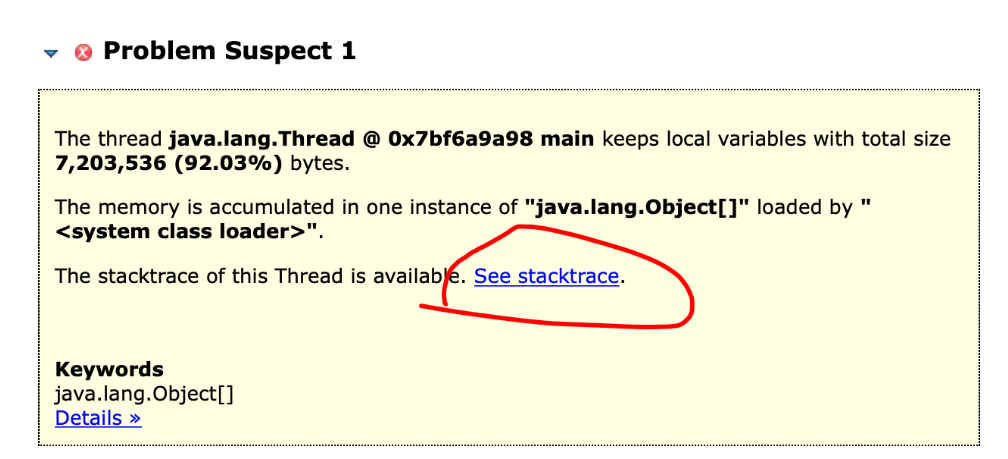 Problem Suspect 1
The thread java.lang.Thread @ 0x7bf6a9a98 main keeps local variables with total size
7,203,536 (92.03%) bytes.
The memory is accumulated in one instance of "java.lang.Object[]" loaded by "
<system class loader>".
The stacktrace of this Thread is available. See stacktrace.
Keywords
java.lang.Object[]
Details »